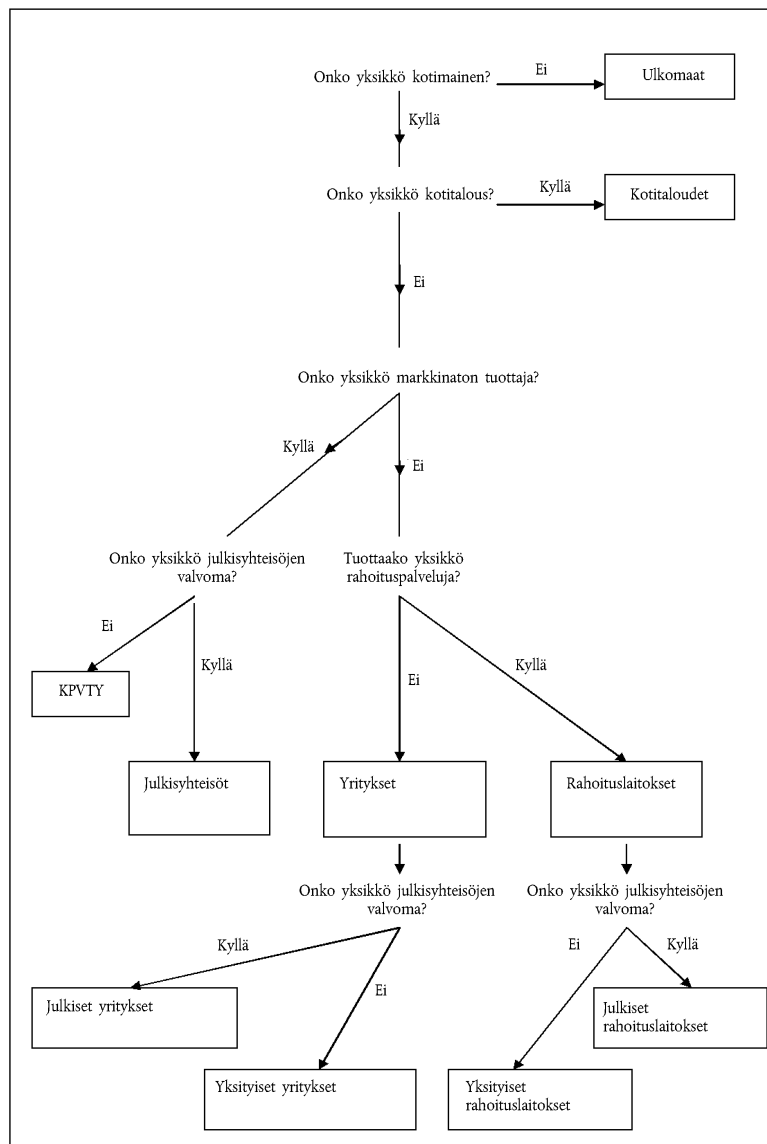 Onko yksikkö kotimainen?
Ei
Ulkomaat
Kyllä
Onko yksikkö kotitalous?
Kyllä
Kotitaloudet
Ei
Onko yksikkö markkinaton tuottaja?
Kyllä
Ei
Onko yksikkö julkisyhteisöjen
valvoma?
Tuottaako yksikkö
rahoituspalveluja?
Ei
Kyllä
Ei
Kyllä
KPVTY
Julkisyhteisöt
Yritykset
Rahoituslaitokset
Onko yksikkö julkisyhteisöjen
valvoma?
Onko yksikkö julkisyhteisöjen
valvoma?
Kyllä
Ei
Ei
Kyllä
Julkiset yritykset
Yksityiset yritykset
Julkiset
rahoituslaitokset
Yksityiset
rahoituslaitokset